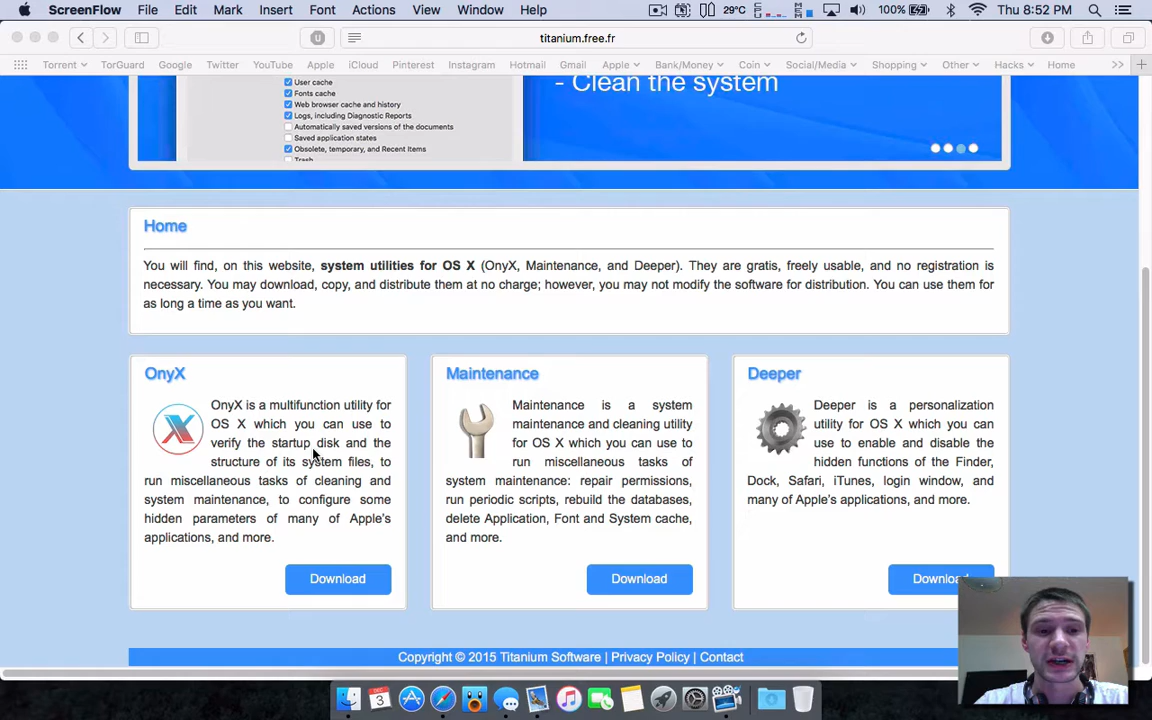 ScreenFlow File Edit Mark Insert Font Actions View Window Help 29°C 100% Thu 8:52 PM
titanium.free.fr
Torrent TorGuard Google Twitter YouTube Apple iCloud Pinterest Instagram Hotmail Gmail Apple Bank/Money Coin Social/Media Shopping Other Hacks Home
User cache
Fonts cache
Web browser cache and history
Logs, including Diagnostic Reports
Automatically saved versions of the documents
Saved application states
Obsolete, temporary, and Recent Items
Trash
- Clean the system
Home
You will find, on this website, system utilities for OS X (OnyX, Maintenance, and Deeper). They are gratis, freely usable, and no registration is
necessary. You may download, copy, and distribute them at no charge; however, you may not modify the software for distribution. You can use them for
as long a time as you want.
OnyX
OnyX is a multifunction utility for
OS X which you can use to
verify the startup disk and the
structure of its system files, to
run miscellaneous tasks of cleaning and
system maintenance, to configure some
hidden parameters of many of Apple's
applications, and more.
Download
Maintenance
Maintenance is a system
maintenance and cleaning utility
for OS X which you can use to
run miscellaneous tasks of
system maintenance: repair permissions,
run periodic scripts, rebuild the databases,
delete Application, Font and System cache,
and more.
Download
Deeper
Deeper is a personalization
utility for OS X which you can
use to enable and disable the
hidden functions of the Finder,
Dock, Safari, iTunes, login window, and
many of Apple's applications, and more.
Download
Copyright © 2015 Titanium Software | Privacy Policy | Contact
3